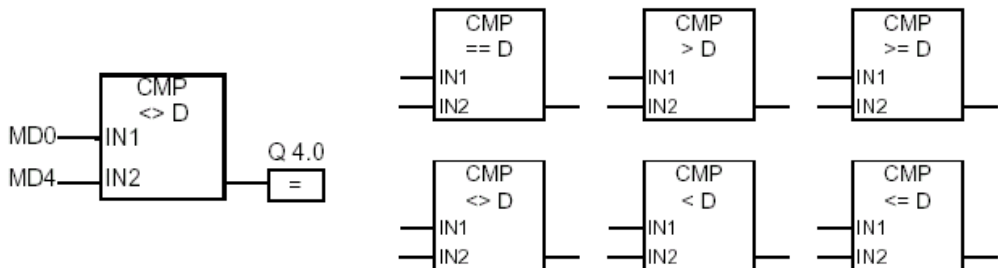 CMP
<> D
MD0
IN1
MD4
IN2
Q 4.0
=
CMP
== D
IN1
IN2
CMP
> D
IN1
IN2
CMP
>= D
IN1
IN2
CMP
<> D
IN1
IN2
CMP
< D
IN1
IN2
CMP
<= D
IN1
IN2